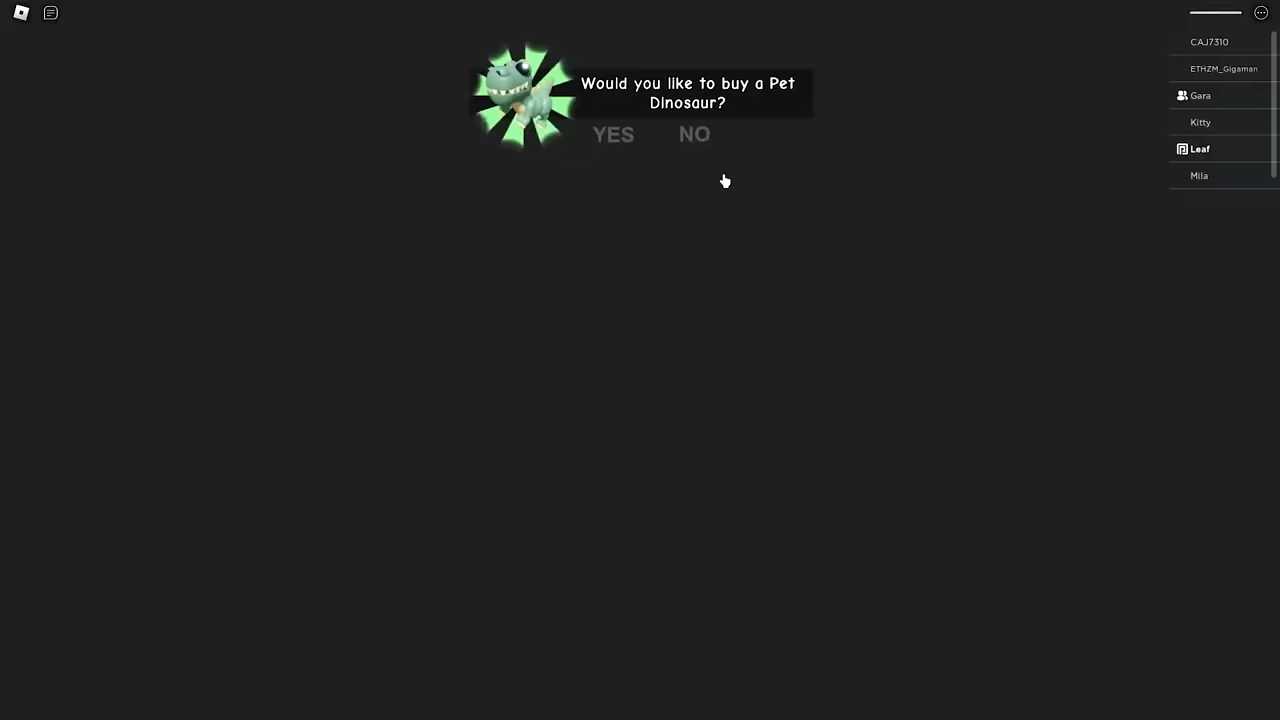 Would you like to buy a Pet
Dinosaur?
YES NO
CAJ7310
ETHZM_Gigaman
Gara
Kitty
Leaf
Mila